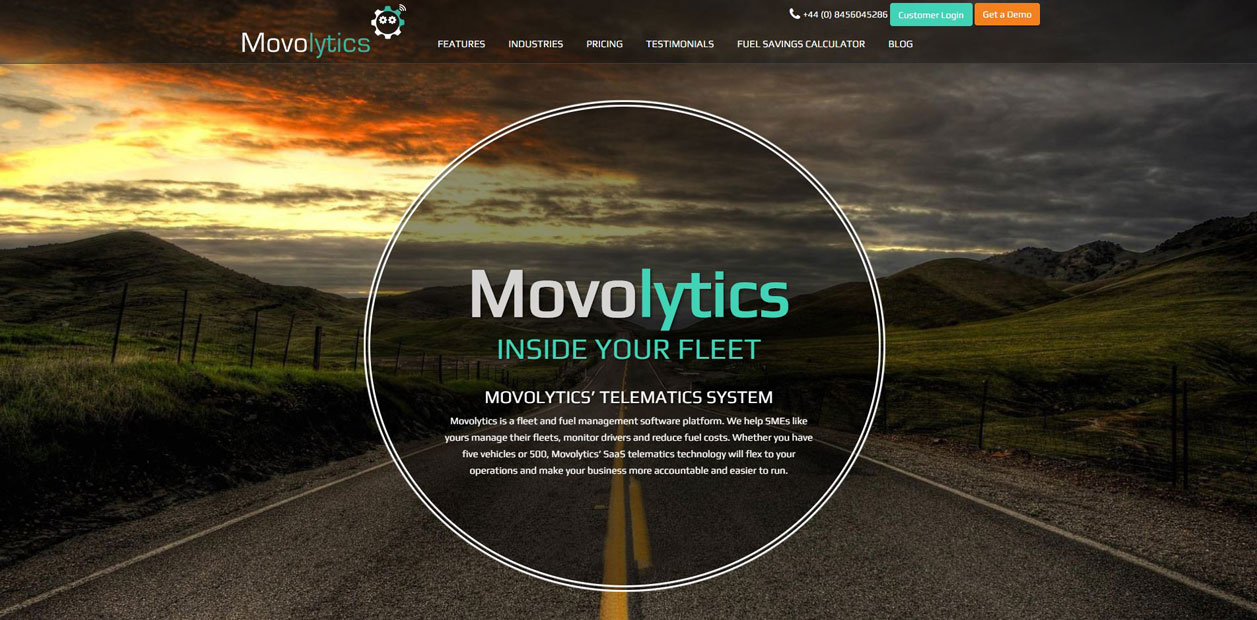 +44 (0) 8456045286 Customer Login Get a Demo
Movolytics
FEATURES INDUSTRIES PRICING TESTIMONIALS FUEL SAVINGS CALCULATOR BLOG
Movolytics
INSIDE YOUR FLEET
MOVOLYTICS’ TELEMATICS SYSTEM
Movolytics is a fleet and fuel management software platform. We help SMEs like
yours manage their fleets, monitor drivers and reduce fuel costs. Whether you have
five vehicles or 500, Movolytics’ SaaS telematics technology will flex to your
operations and make your business more accountable and easier to run.